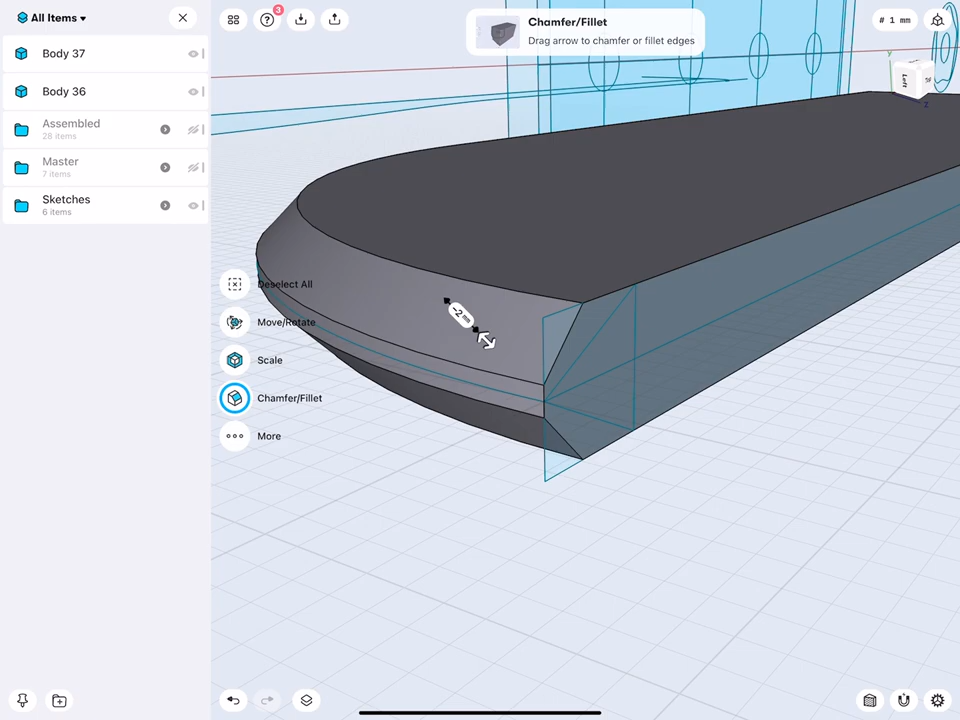 All Items ▾
3
Chamfer/Fillet
Drag arrow to chamfer or fillet edges
# 1 mm
Body 37
Body 36
Assembled
26 items
Master
7 items
Sketches
6 items
Y
Left
Z
Deselect All
Move/Rotate
-2 mm
Scale
Chamfer/Fillet
More